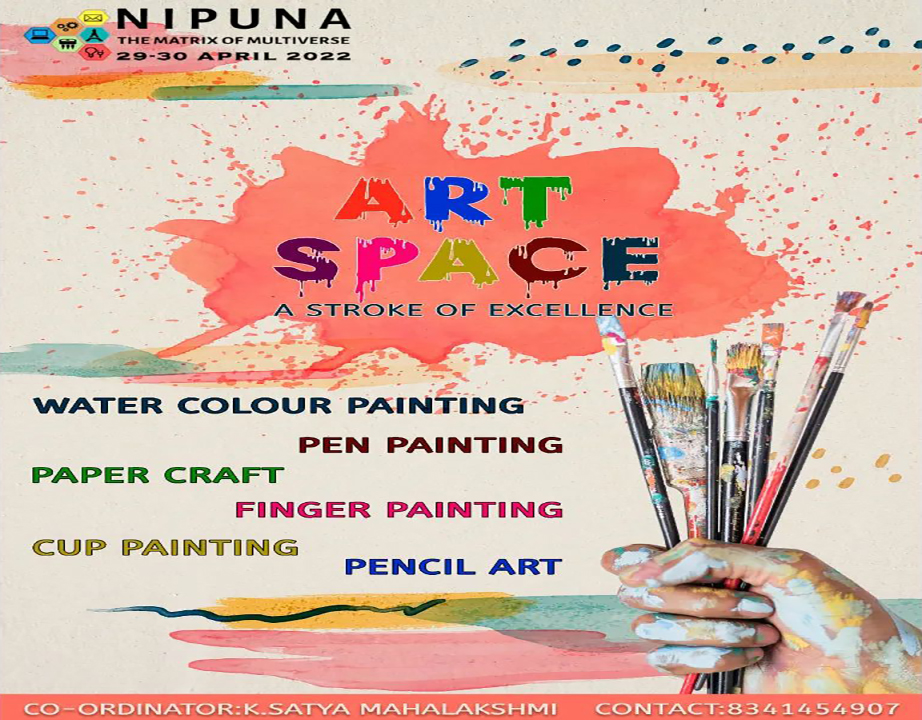 NIPUNA
THE MATRIX OF MULTIVERSE
29-30 APRIL 2022
ART
SPACE
A STROKE OF EXCELLENCE
WATER COLOUR PAINTING
PEN PAINTING
PAPER CRAFT
FINGER PAINTING
CUP PAINTING
PENCIL ART
CO-ORDINATOR:K.SATYA MAHALAKSHMI CONTACT:8341454907